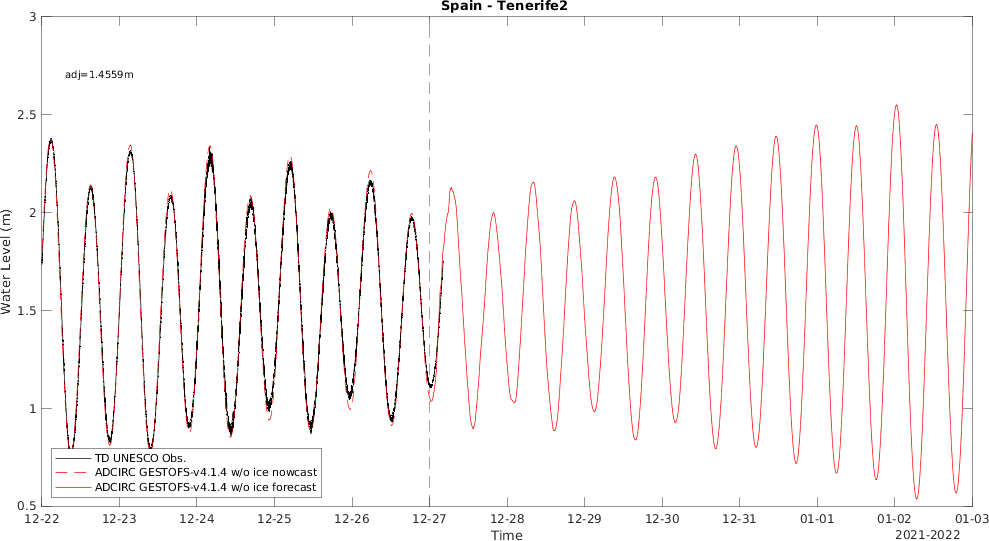 Spain - Tenerife2
3
adj=1.4559m
2.5
2
Water Level (m)
1.5
1
TD UNESCO Obs.
ADCIRC GESTOFS-v4.1.4 w/o ice nowcast
ADCIRC GESTOFS-v4.1.4 w/o ice forecast
0.5
12-22 12-23 12-24 12-25 12-26 12-27 12-28 12-29 12-30 12-31 01-01 01-02 01-03
Time
2021-2022